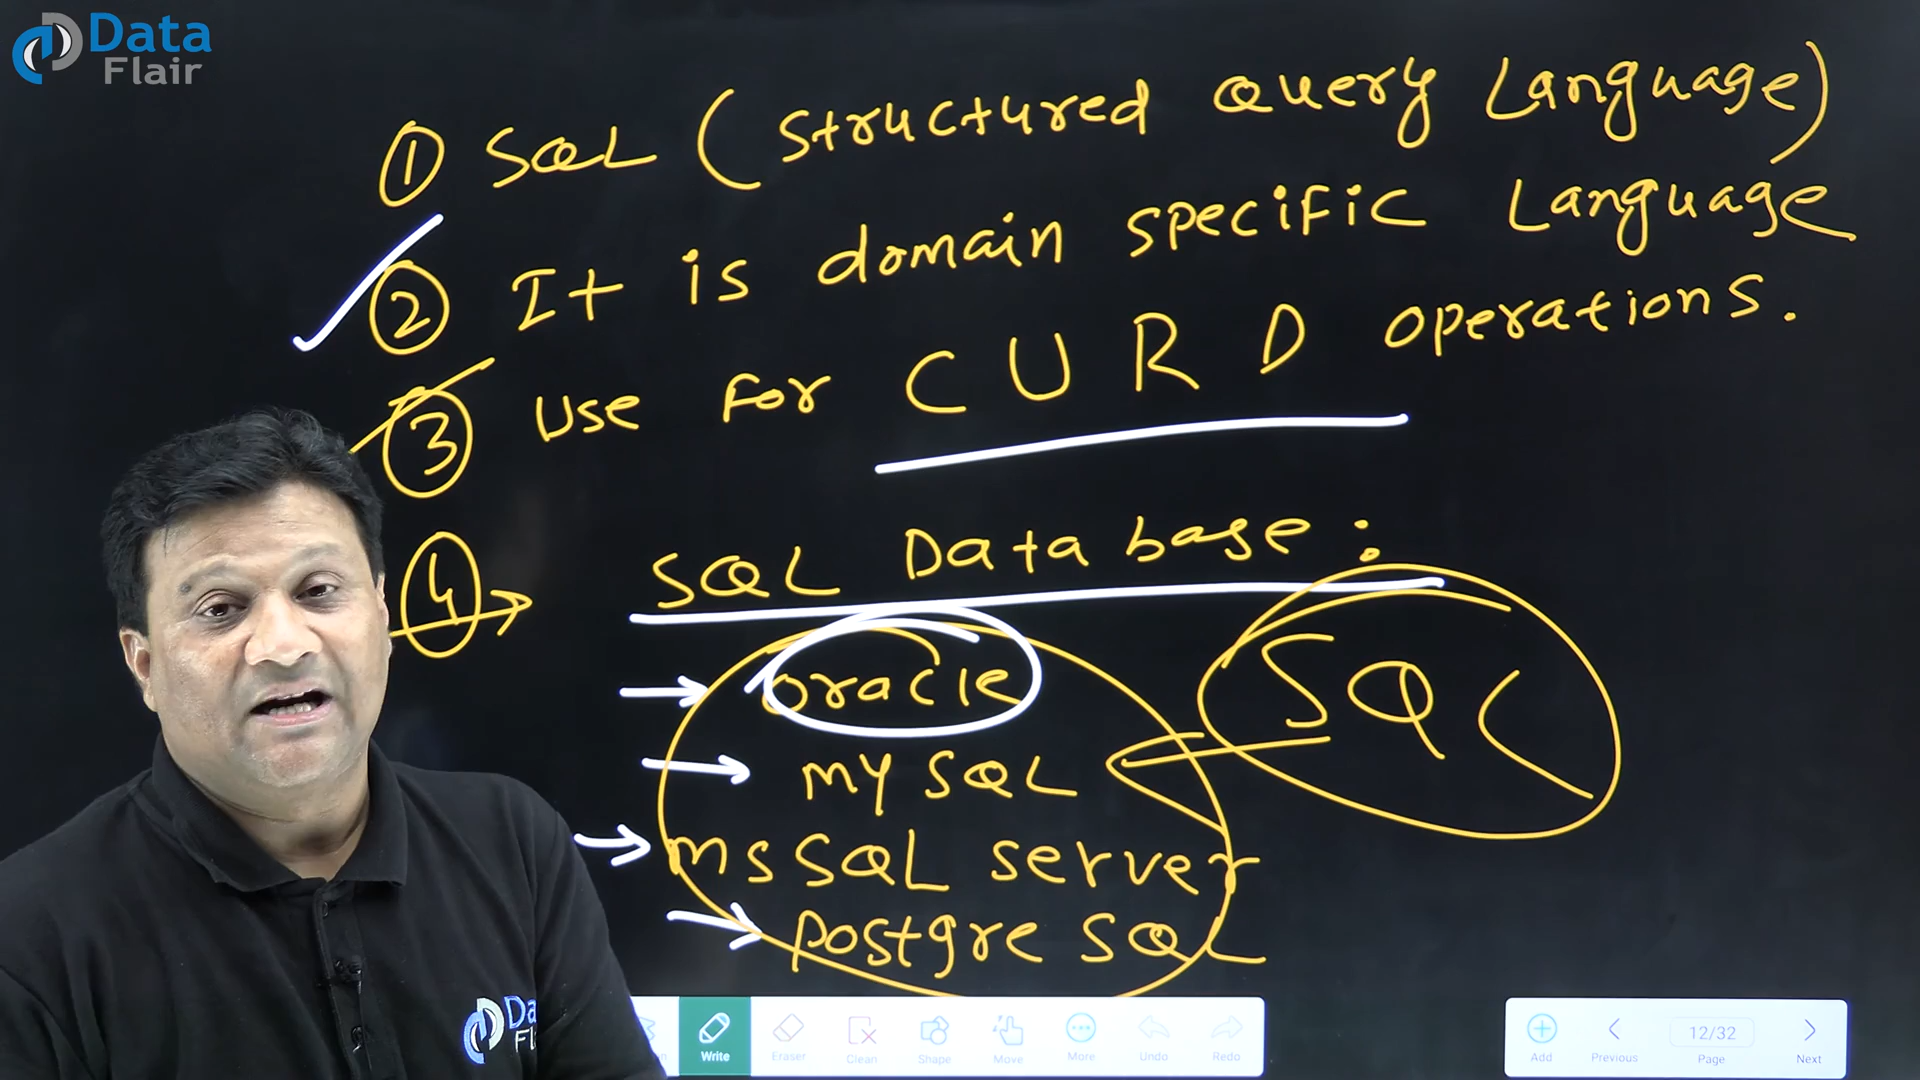 Data
Flair
① SQL (Structured Query Language)
② It is domain specific Language
③ Use For C U R D operations.
④ SQL Database:
oracle
SQL
my SQL
ms SQL server
Postgre SQL
Da
Fl
Write
Eraser
Clean
Shape
Move
More
Undo
Redo
Add
Previous
12/32
Page
Next